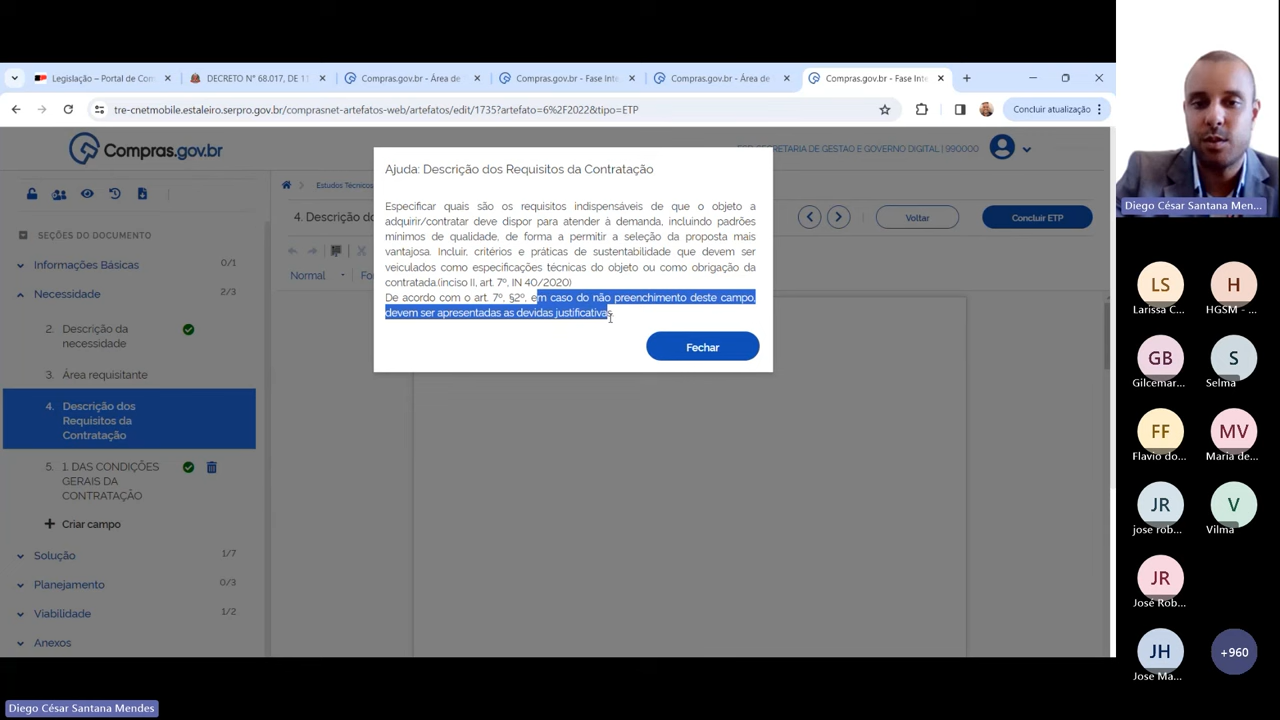 Legislação – Portal de Com
DECRETO N° 68.017, DE 11
Compras.gov.br - Área de
Compras.gov.br - Fase Inte
Compras.gov.br - Área de
Compras.gov.br - Fase Inte
tre-cnetmobile.estaleiro.serpro.gov.br/comprasnet-artefatos-web/artefatos/edit/1735?artefato=6%2F2022&tipo=ETP
Concluir atualização
Compras.gov.br
SECRETARIA DE GESTAO E GOVERNO DIGITAL | 990000
SEÇÕES DO DOCUMENTO
Informações Básicas 0/1
Necessidade 2/3
2. Descrição da
necessidade
3. Área requisitante
4. Descrição dos
Requisitos da
Contratação
5. 1. DAS CONDIÇÕES
GERAIS DA
CONTRATAÇÃO
Criar campo
Solução 1/7
Planejamento 0/3
Viabilidade 1/2
Anexos
Estudos Técnicos
4. Descrição do
Voltar
Concluir ETP
Normal
Fo
Ajuda: Descrição dos Requisitos da Contratação
Especificar quais são os requisitos indispensáveis de que o objeto a
adquirir/contratar deve dispor para atender à demanda, incluindo padrões
mínimos de qualidade, de forma a permitir a seleção da proposta mais
vantajosa. Incluir, critérios e práticas de sustentabilidade que devem ser
veiculados como especificações técnicas do objeto ou como obrigação da
contratada.(inciso II, art. 7º, IN 40/2020)
De acordo com o art. 7º, §2º, em caso do não preenchimento deste campo,
devem ser apresentadas as devidas justificativas
Fechar
Diego César Santana Men...
LS
Larissa C...
H
HGSM - ...
GB
Gilcemar...
S
Selma
FF
Flavio do...
MV
Maria de...
JR
jose rob...
V
Vilma
JR
José Rob...
JH
Jose Ma...
+960
Diego César Santana Mendes